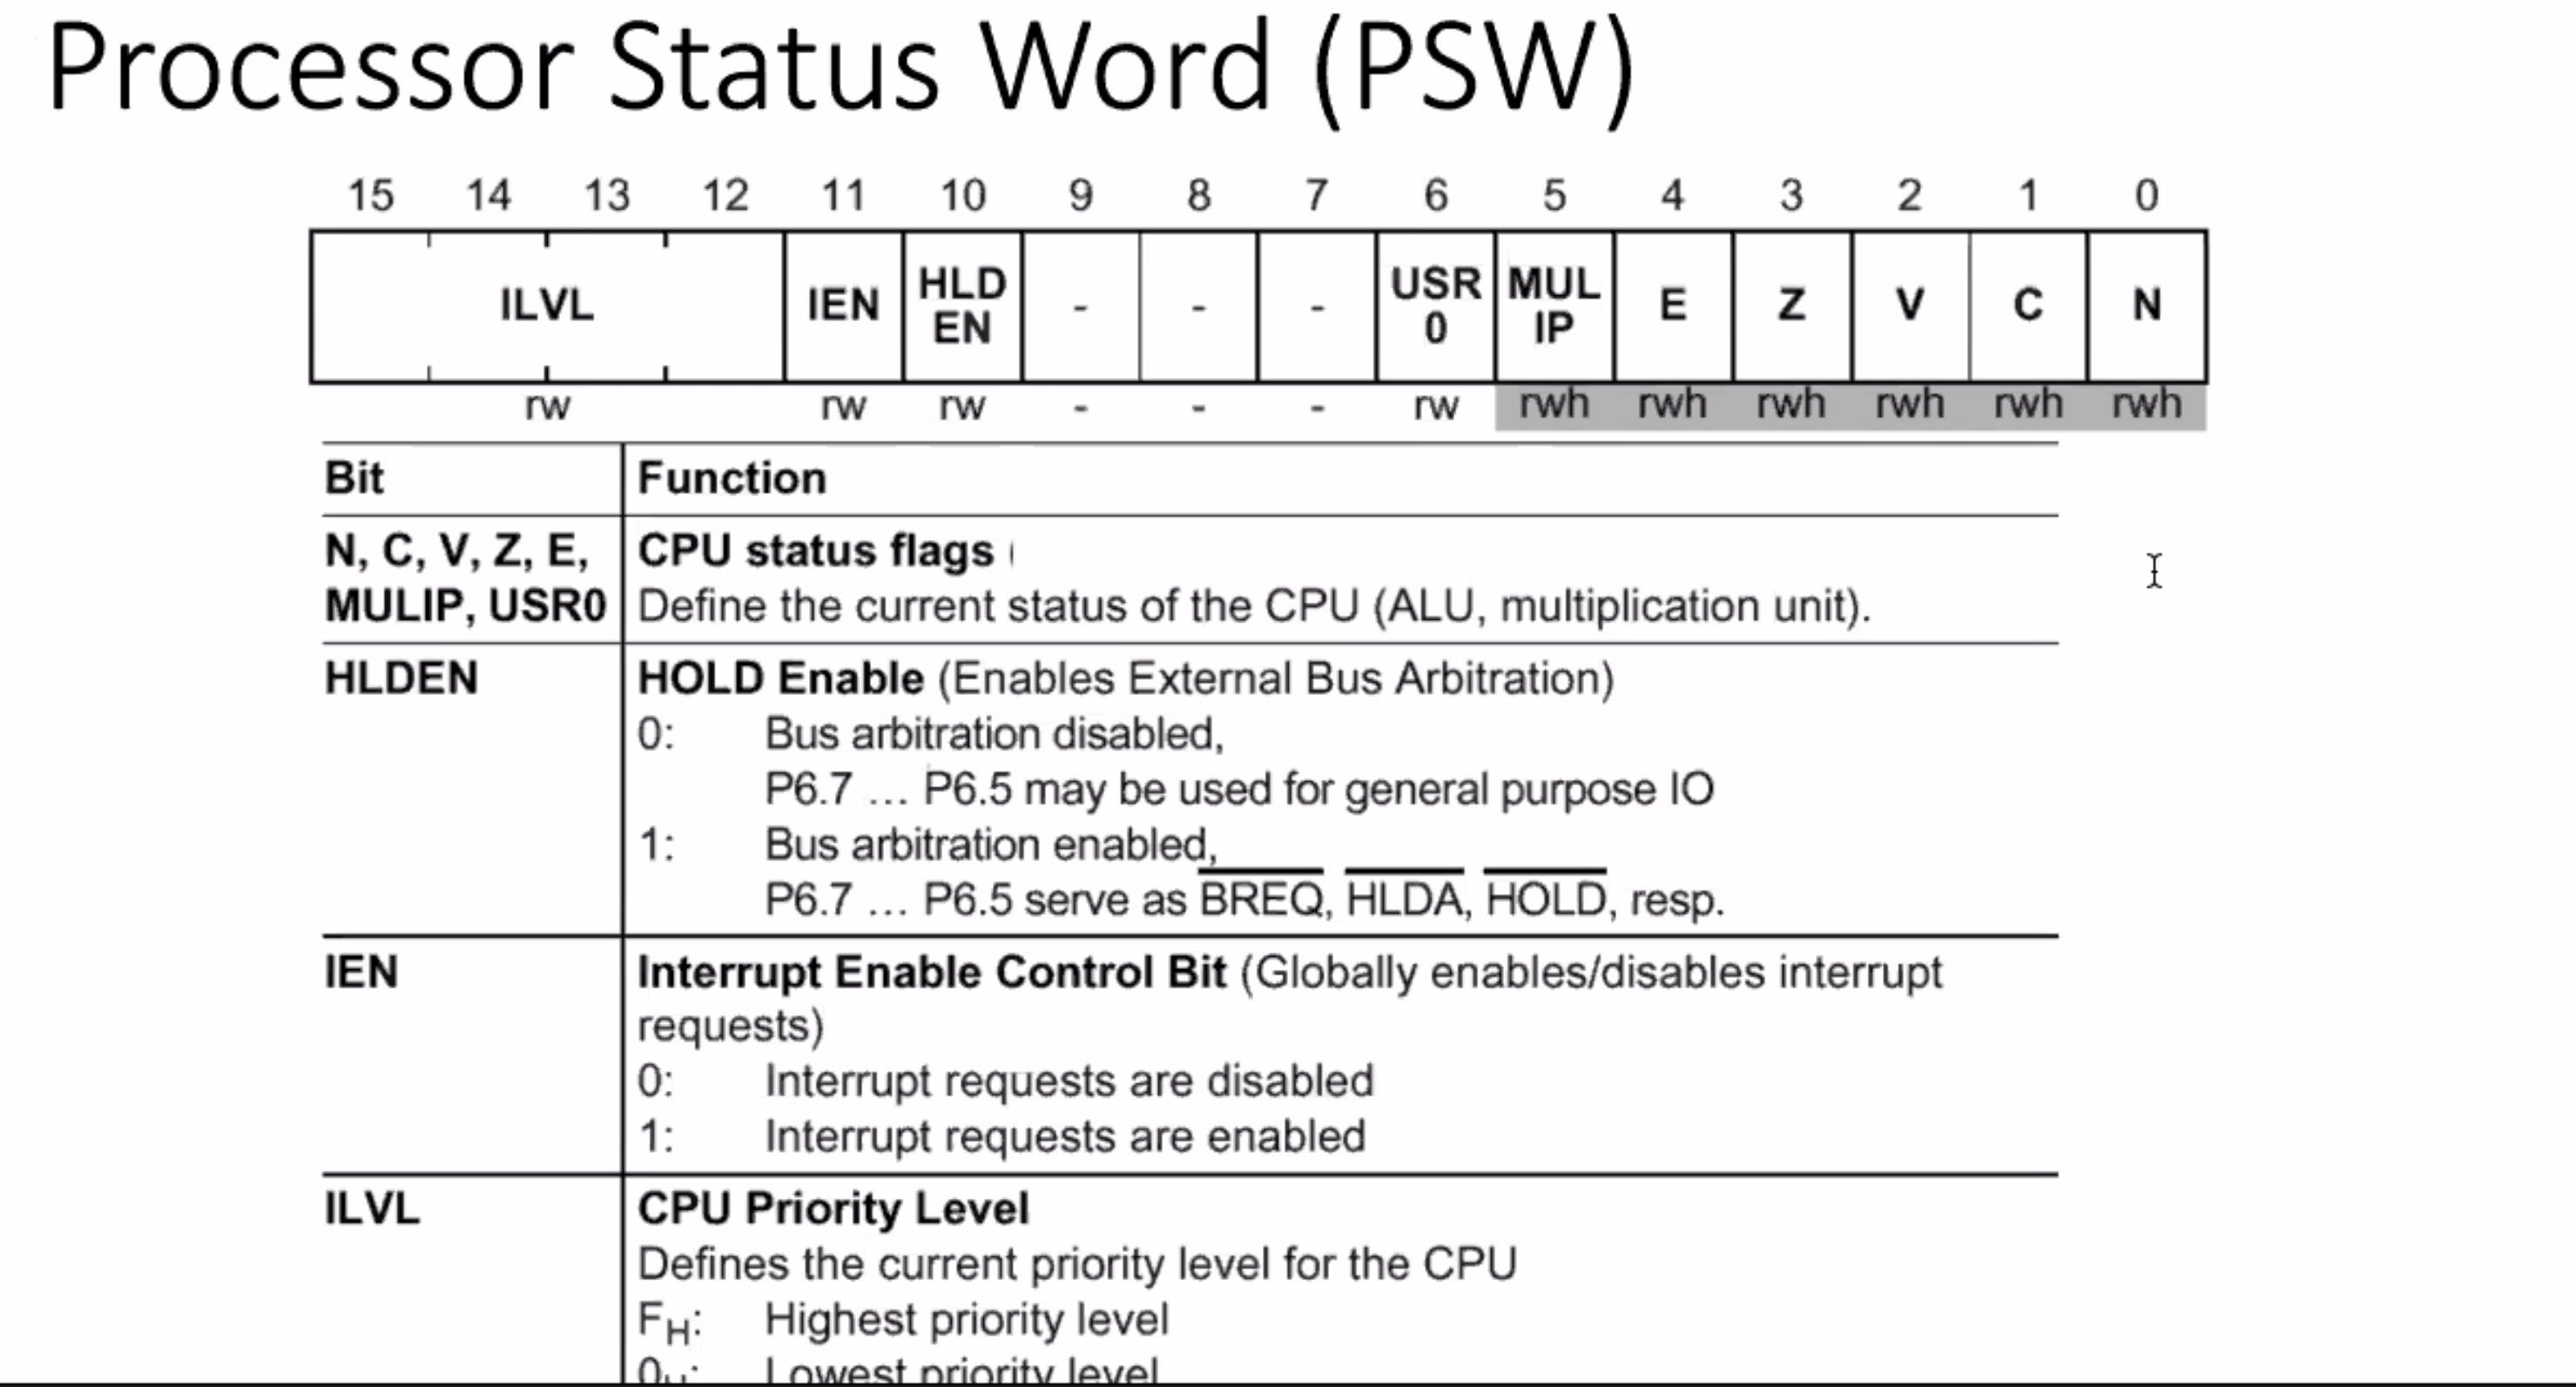 Processor Status Word (PSW)
15 14 13 12 11 10 9 8 7 6 5 4 3 2 1 0
ILVL IEN HLD EN - - - USR 0 MUL IP E Z V C N
rw rw rw - - - rw rwh rwh rwh rwh rwh rwh
Bit Function
N, C, V, Z, E, CPU status flags
MULIP, USR0 Define the current status of the CPU (ALU, multiplication unit).
HLDEN HOLD Enable (Enables External Bus Arbitration)
0: Bus arbitration disabled,
P6.7 … P6.5 may be used for general purpose IO
1: Bus arbitration enabled,
P6.7 … P6.5 serve as BREQ, HLDA, HOLD, resp.
IEN Interrupt Enable Control Bit (Globally enables/disables interrupt
requests)
0: Interrupt requests are disabled
1: Interrupt requests are enabled
ILVL CPU Priority Level
Defines the current priority level for the CPU
FH: Highest priority level
0H: Lowest priority level